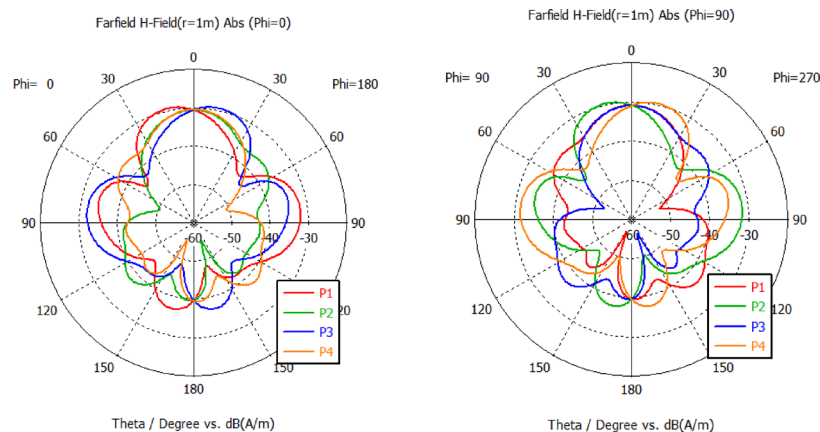 Farfield H-Field(r=1m) Abs (Phi=0)
0
Phi= 0
30
30
Phi=180
60
60
90
-60
-50
-40
-30
90
120
120
150
150
180
P1
P2
P3
P4
Theta / Degree vs. dB(A/m)
Farfield H-Field(r=1m) Abs (Phi=90)
0
Phi= 90
30
30
Phi=270
60
60
90
-60
-50
-40
-30
90
120
120
150
150
180
P1
P2
P3
P4
Theta / Degree vs. dB(A/m)